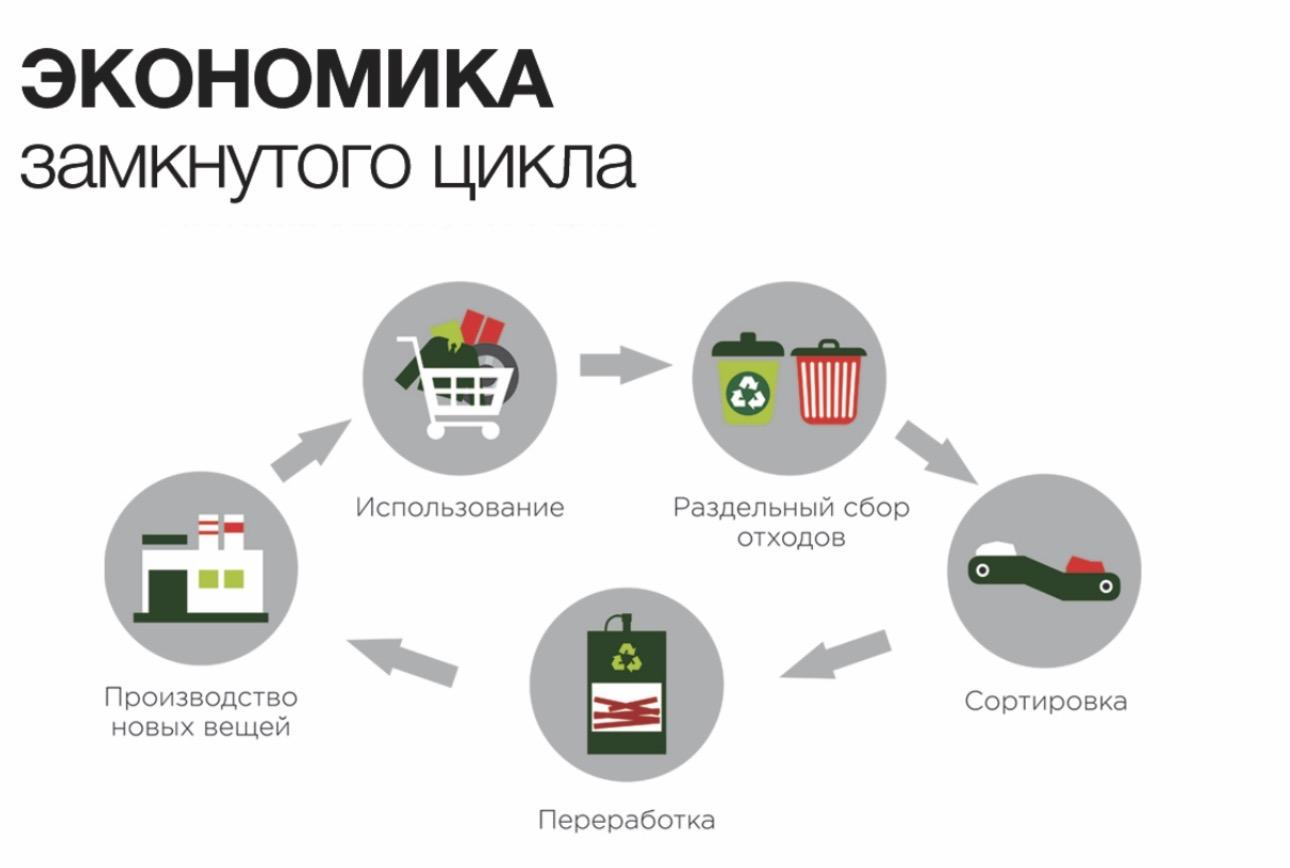 ЭКОНОМИКА
замкнутого цикла
Использование
Раздельный сбор
отходов
Производство
новых вещей
Сортировка
Переработка